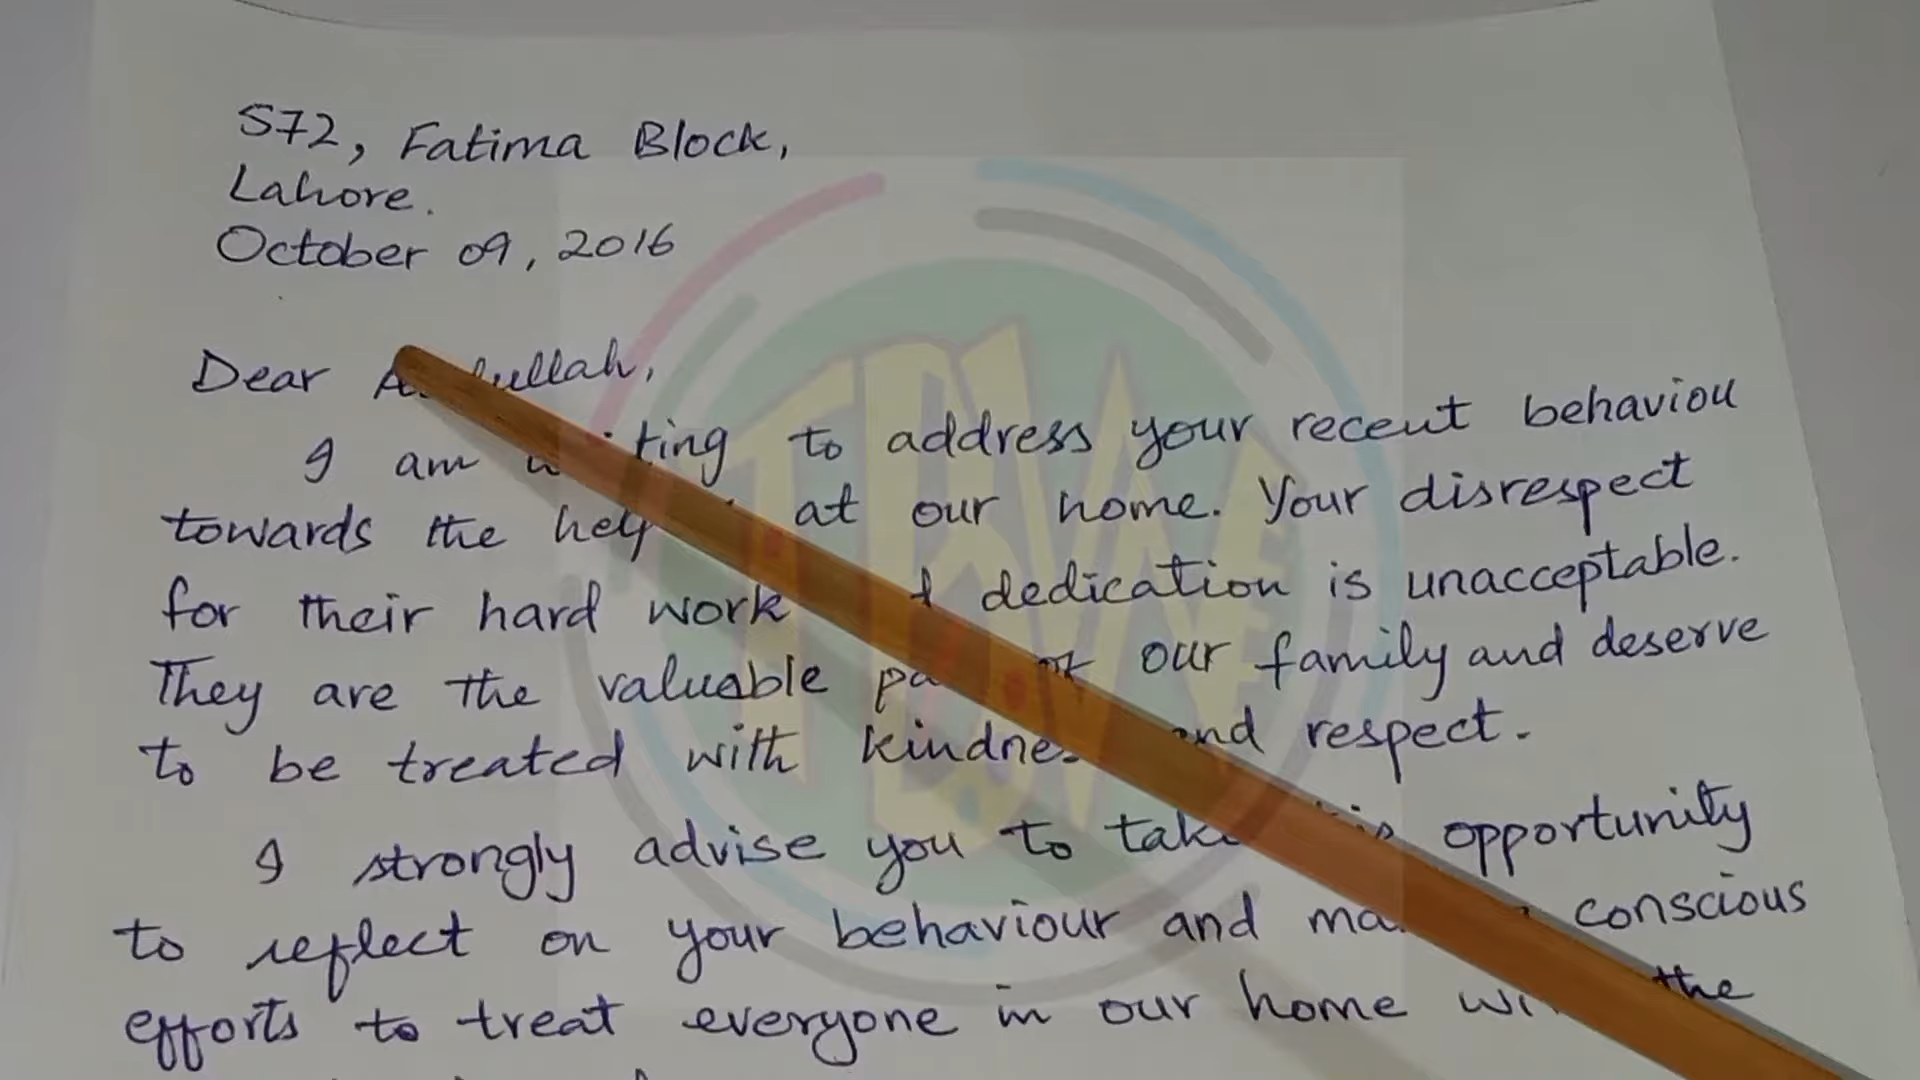 S72, Fatima Block,
Lahore.
October 09, 2016
Dear
I am to address your recent behaviou
towards the at our home. Your disrespect
for their hard work dedication is unacceptable.
They are the valuable our family and deserve
to be treated with and respect.
I strongly advise you to opportunity
to reflect on your behaviour and conscious
efforts to treat everyone in our home the